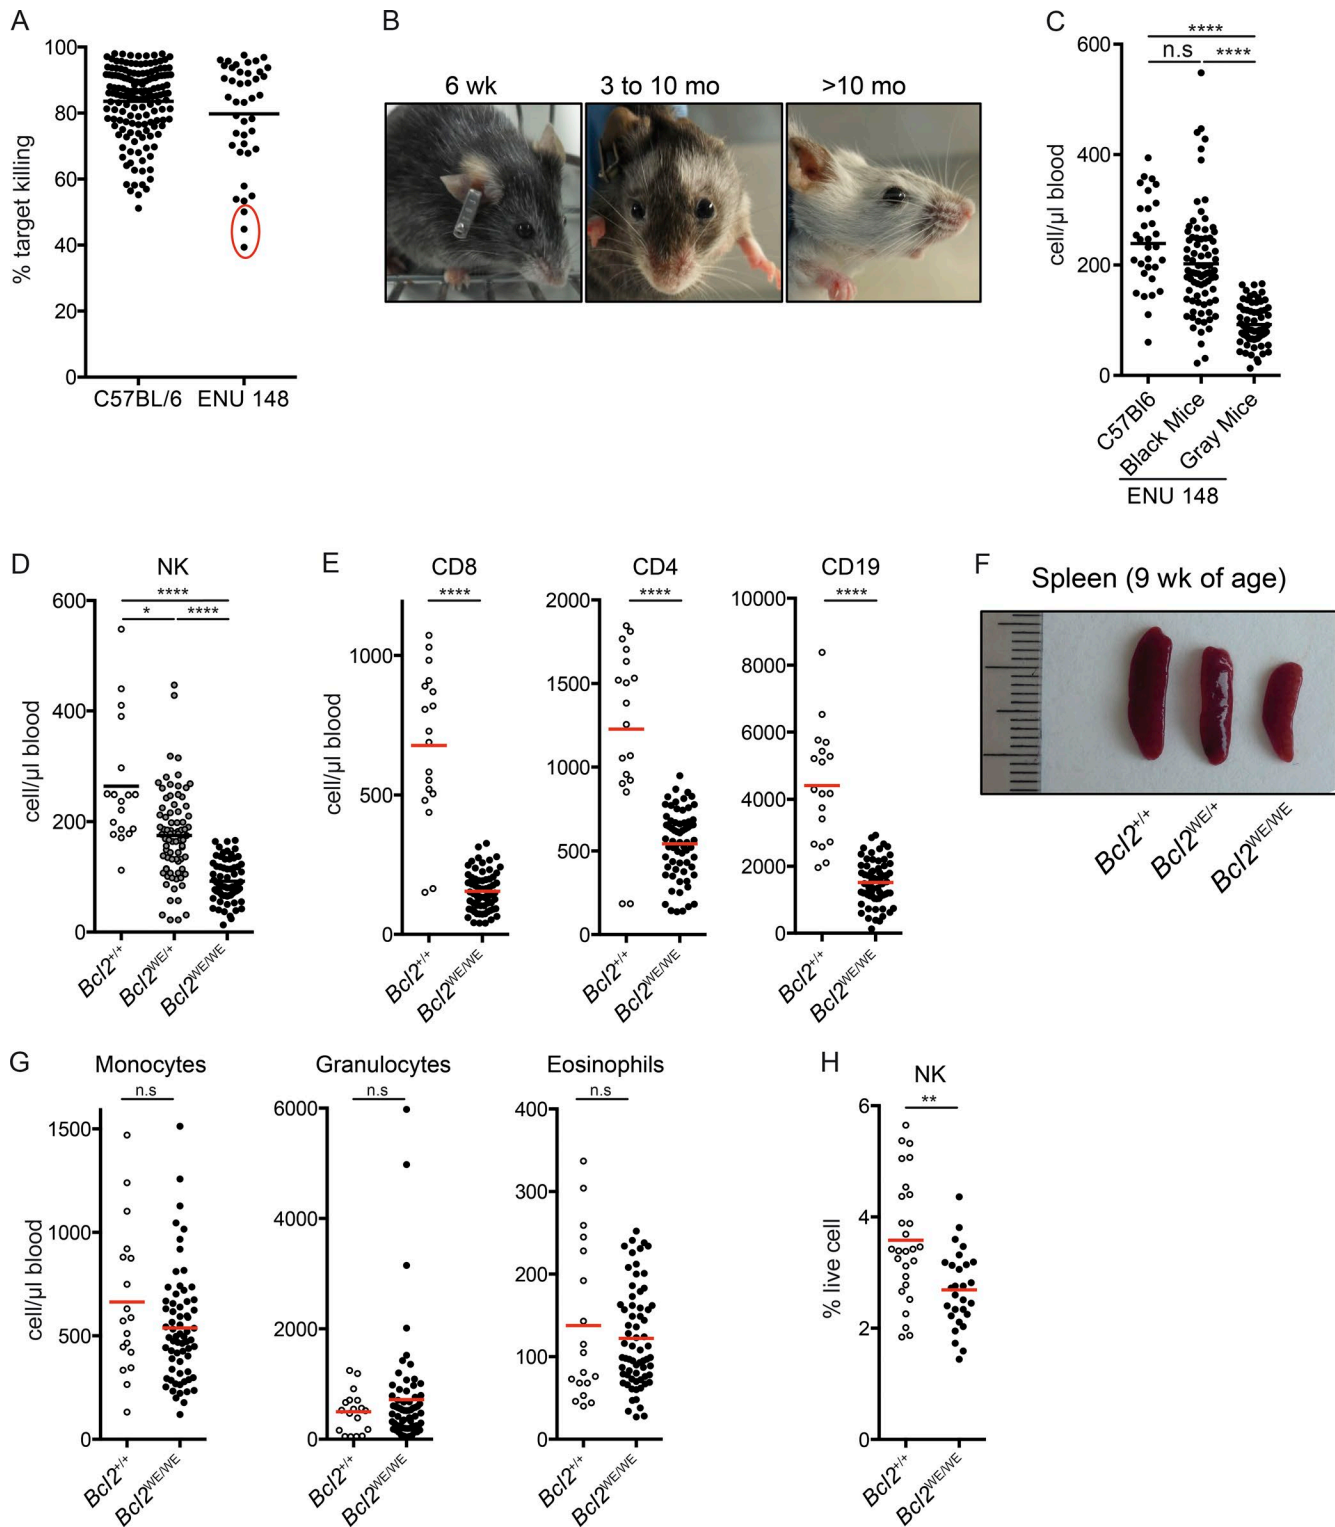 A
100
80
60
40
20
0
% target killing
C57BL/6 ENU 148
B
6 wk 3 to 10 mo >10 mo
C
****
n.s ****
600
400
200
0
cell/µl blood
C57Bl6
Black Mice
Gray Mice
ENU 148
D
NK
****
* ****
600
400
200
0
cell/µl blood
Bcl2+/+
Bcl2WE/+
Bcl2WE/WE
E
CD8
****
1000
500
0
cell/µl blood
Bcl2+/+
Bcl2WE/WE
CD4
****
2000
1500
1000
500
0
Bcl2+/+
Bcl2WE/WE
CD19
****
10000
8000
6000
4000
2000
0
Bcl2+/+
Bcl2WE/WE
F
Spleen (9 wk of age)
Bcl2+/+
Bcl2WE/+
Bcl2WE/WE
G
Monocytes
n.s
1500
1000
500
0
cell/µl blood
Bcl2+/+
Bcl2WE/WE
Granulocytes
n.s
6000
4000
2000
0
Bcl2+/+
Bcl2WE/WE
Eosinophils
n.s
400
300
200
100
0
Bcl2+/+
Bcl2WE/WE
H
NK
**
6
4
2
0
% live cell
Bcl2+/+
Bcl2WE/WE